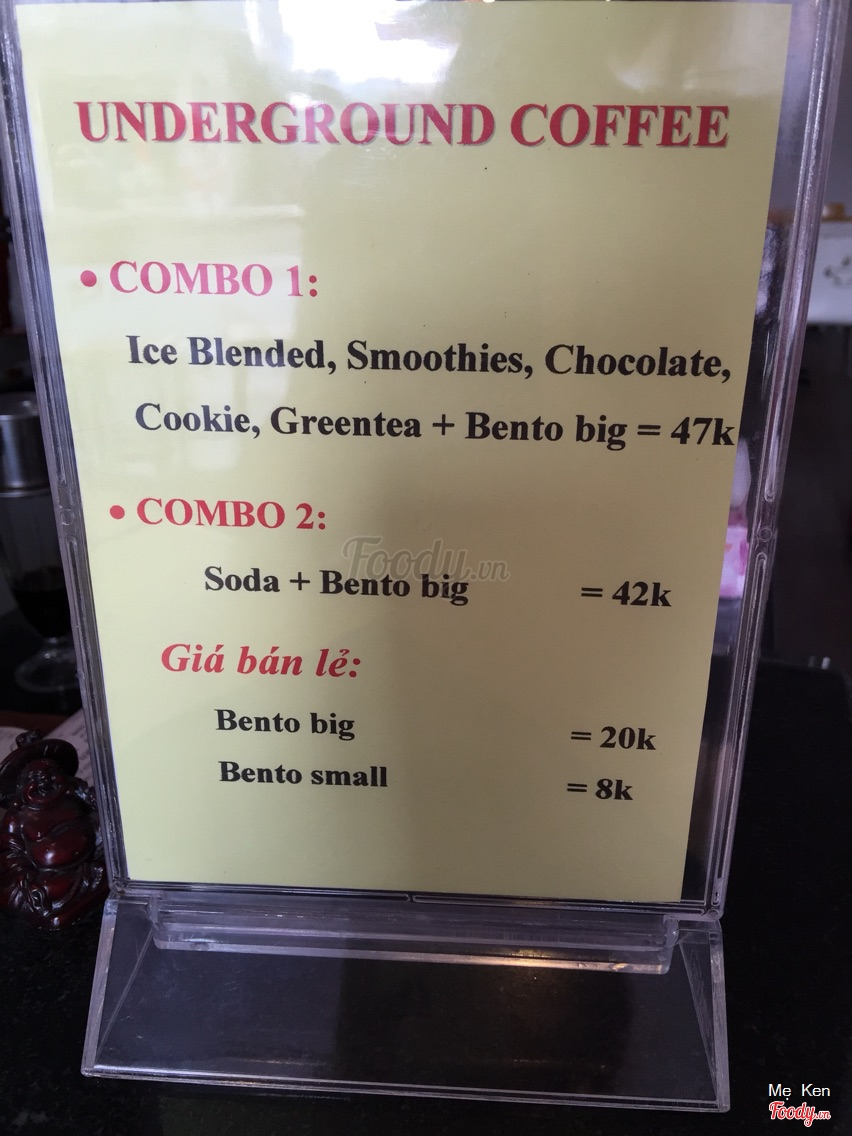 UNDERGROUND COFFEE
• COMBO 1:
Ice Blended, Smoothies, Chocolate,
Cookie, Greentea + Bento big = 47k
• COMBO 2:
Foody.vn
Soda + Bento big = 42k
Giá bán lẻ:
Bento big = 20k
Bento small = 8k
Mẹ Ken
Foody.vn